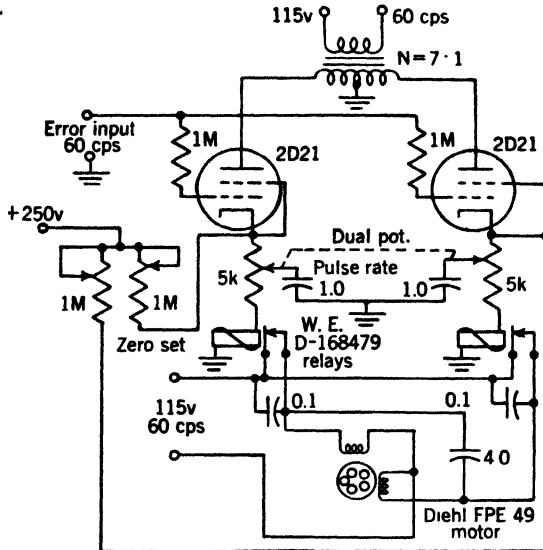 115v
60 cps
N=7·1
Error input
60 cps
1M
2D21
1M
2D21
+250v
Dual pot.
Pulse rate
5k
1.0
1.0
5k
1M
1M
Zero set
W. E.
D-168479
relays
0.1
0.1
115v
60 cps
4 0
Diehl FPE 49
motor